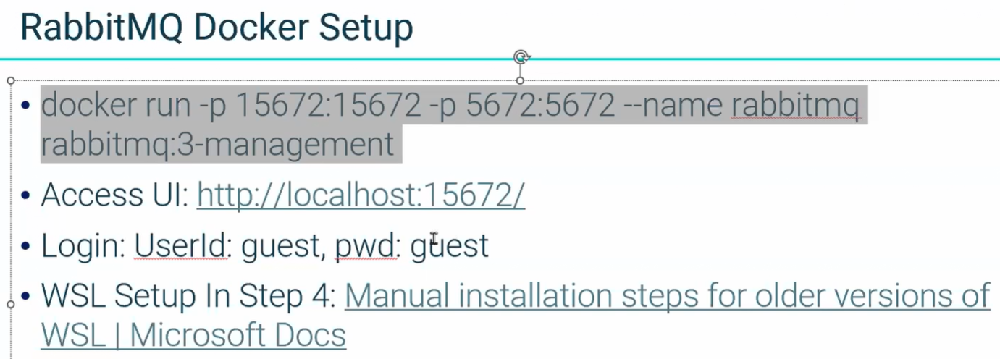 RabbitMQ Docker Setup
• docker run -p 15672:15672 -p 5672:5672 --name rabbitmq
rabbitmq:3-management
• Access UI: http://localhost:15672/
• Login: UserId: guest, pwd: guest
• WSL Setup In Step 4: Manual installation steps for older versions of
WSL | Microsoft Docs